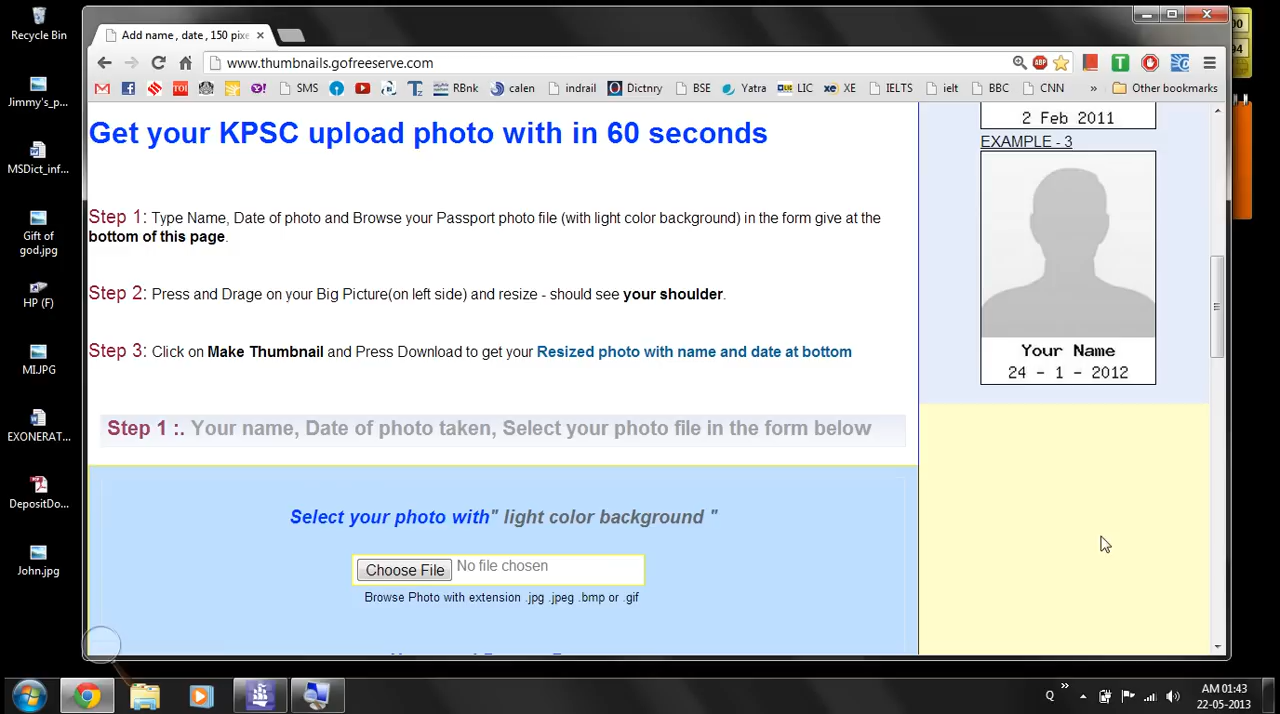 Recycle Bin
Jimmy's_p...
MSDict_inf...
Gift of
god.jpg
HP (F)
MI.JPG
EXONERAT...
DepositDo...
John.jpg
Add name , date , 150 pixe
www.thumbnails.gofreeserve.com
SMS
TOI
RBnk
calen
indrail
Dictnry
BSE
Yatra
LIC
XE
IELTS
ielt
BBC
CNN
»
Other bookmarks
Get your KPSC upload photo with in 60 seconds
Step 1: Type Name, Date of photo and Browse your Passport photo file (with light color background) in the form give at the
bottom of this page.
Step 2: Press and Drage on your Big Picture(on left side) and resize - should see your shoulder.
Step 3: Click on Make Thumbnail and Press Download to get your Resized photo with name and date at bottom
Step 1 :. Your name, Date of photo taken, Select your photo file in the form below
Select your photo with" light color background "
Choose File No file chosen
Browse Photo with extension .jpg .jpeg .bmp or .gif
2 Feb 2011
EXAMPLE - 3
Your Name
24 - 1 - 2012
Q
AM 01:43
22-05-2013